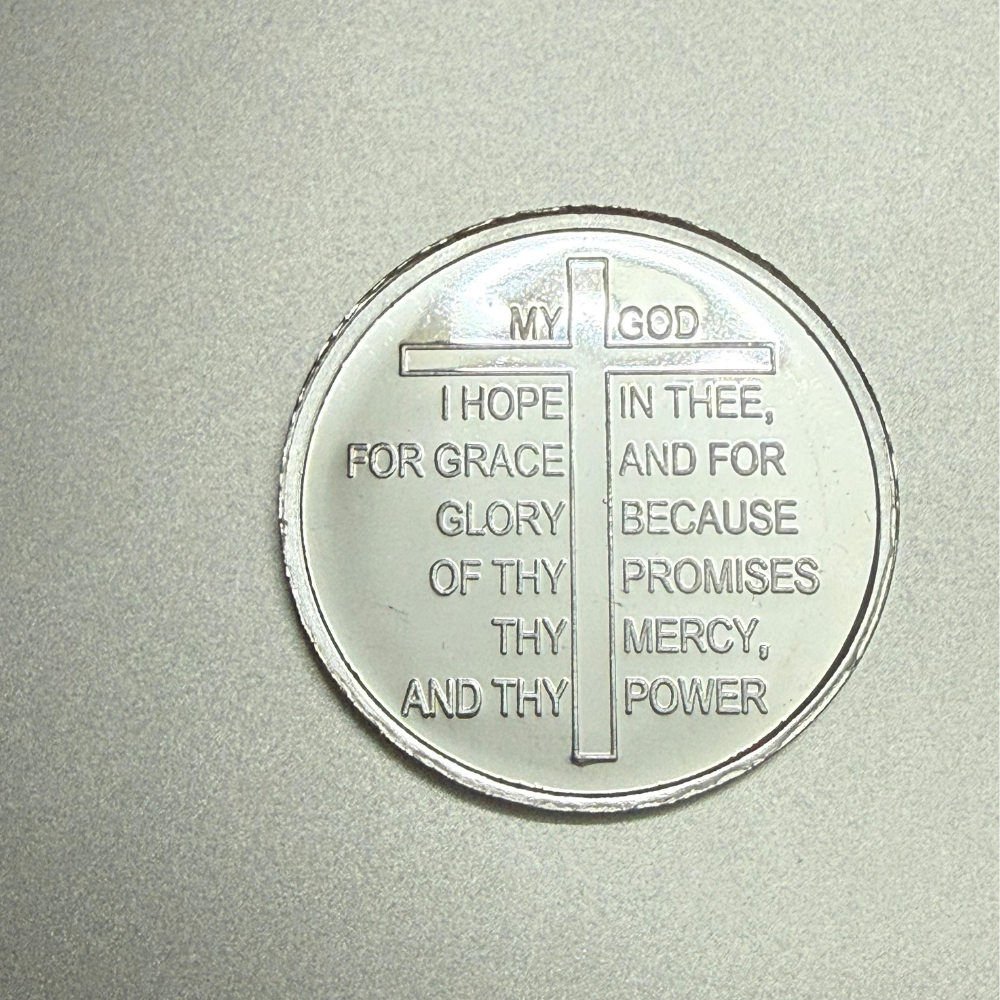 MY GOD
I HOPE IN THEE,
FOR GRACE AND FOR
GLORY BECAUSE
OF THY PROMISES
THY MERCY,
AND THY POWER